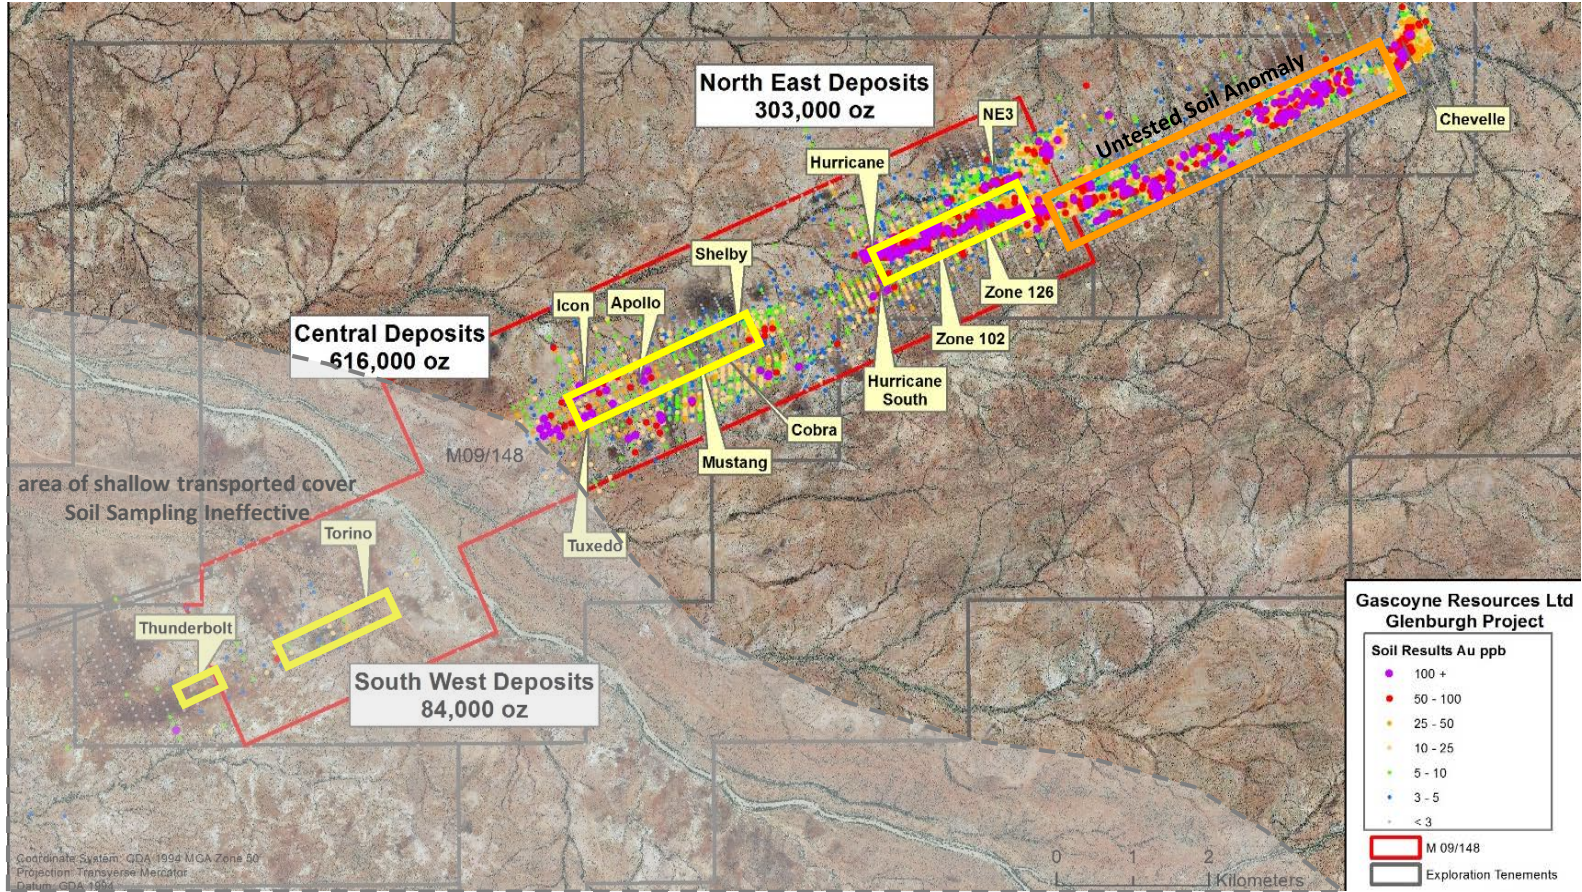 North East Deposits
303,000 oz
NE3
Untested Soil Anomaly
Chevelle
Hurricane
Shelby
Zone 126
Icon
Apollo
Zone 102
Central Deposits
616,000 oz
Hurricane
South
Cobra
M09/148
Mustang
area of shallow transported cover
Soil Sampling Ineffective
Torino
Tuxedo
Thunderbolt
South West Deposits
84,000 oz
Gascoyne Resources Ltd
Glenburgh Project
Soil Results Au ppb
100 +
50 - 100
25 - 50
10 - 25
5 - 10
3 - 5
< 3
M 09/148
Exploration Tenements
0 1 2
Kilometers
Coordinate System: GDA 1994 MGA Zone 50
Projection: Transverse Mercator
Datum: GDA 1994